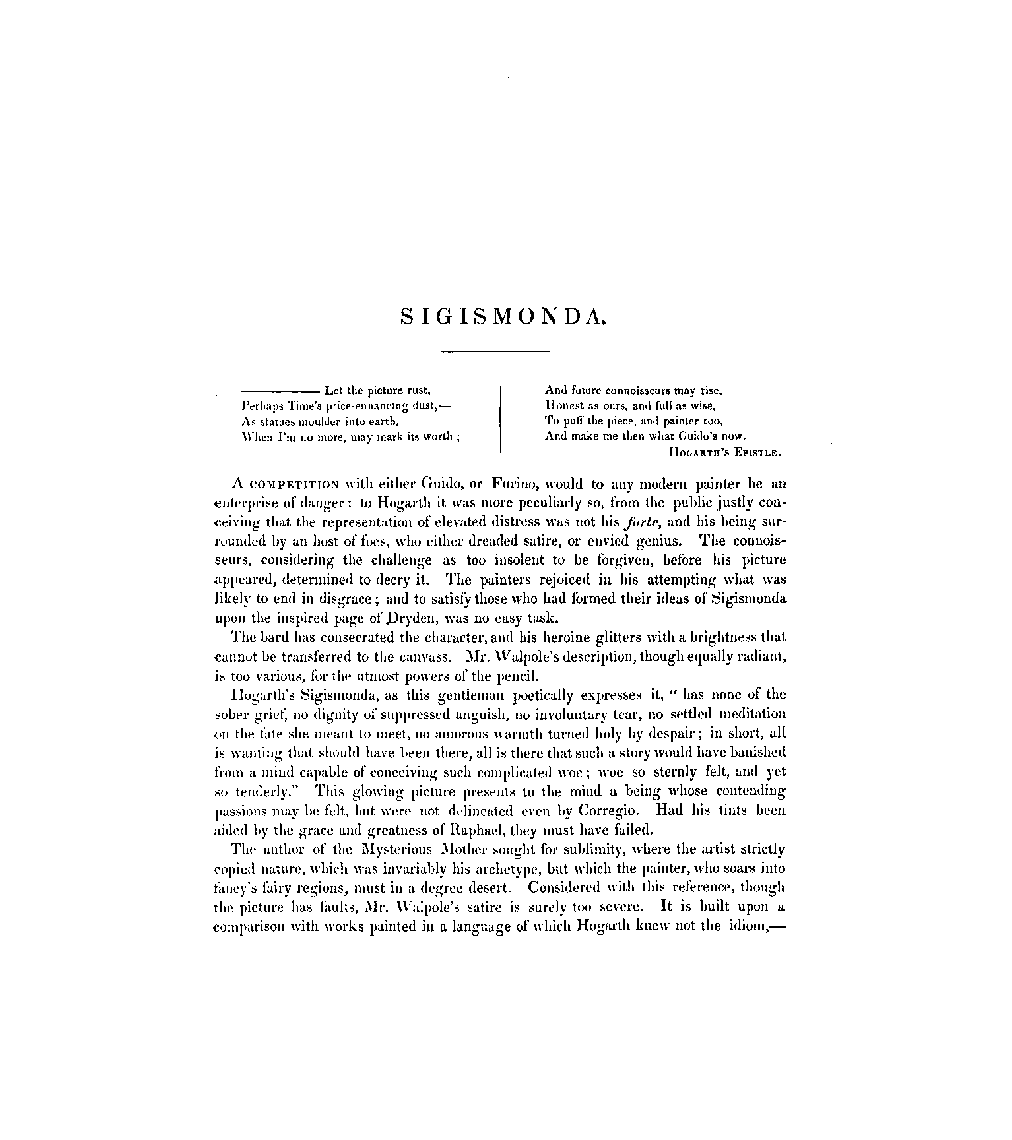 SIGISMONDA.
Let the picture rust,
Perhaps Time's price-enhancing dust,—
As statues moulder into earth,
When I'm no more, may mark its worth ;
And future connoisseurs may rise,
Honest as ours, and full as wise,
To puff the piece, and painter too,
And make me then what Guido's now.
HOGARTH'S EPISTLE.
A COMPETITION with either Guido, or Furino, would to any modern painter be an
enterprise of danger : to Hogarth it was more peculiarly so, from the public justly con-
ceiving that the representation of elevated distress was not his forte, and his being sur-
rounded by an host of foes, who either dreaded satire, or envied genius. The connois-
seurs, considering the challenge as too insolent to be forgiven, before his picture
appeared, determined to decry it. The painters rejoiced in his attempting what was
likely to end in disgrace ; and to satisfy those who had formed their ideas of Sigismonda
upon the inspired page of Dryden, was no easy task.
The bard has consecrated the character, and his heroine glitters with a brightness that
cannot be transferred to the canvass. Mr. Walpole's description, though equally radiant,
is too various, for the utmost powers of the pencil.
Hogarth's Sigismonda, as this gentleman poetically expresses it, " has none of the
sober grief, no dignity of suppressed anguish, no involuntary tear, no settled meditation
on the fate she meant to meet, no amorous warmth turned holy by despair ; in short, all
is wanting that should have been there, all is there that such a story would have banished
from a mind capable of conceiving such complicated woe ; woe so sternly felt, and yet
so tenderly." This glowing picture presents to the mind a being whose contending
passions may be felt, but were not delineated even by Corregio. Had his tints been
aided by the grace and greatness of Raphael, they must have failed.
The author of the Mysterious Mother sought for sublimity, where the artist strictly
copied nature, which was invariably his archetype, but which the painter, who soars into
fancy's fairy regions, must in a degree desert. Considered with this reference, though
the picture has faults, Mr. Walpole's satire is surely too severe. It is built upon a
comparison with works painted in a language of which Hogarth knew not the idiom,—